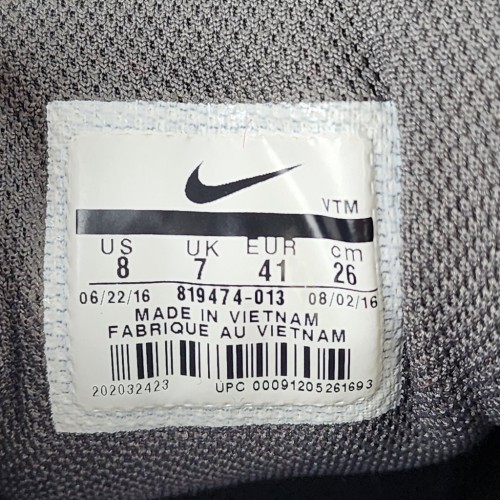 VTM
US UK EUR cm
8 7 41 26
06/22/16 819474-013 08/02/16
MADE IN VIETNAM
FABRIQUE AU VIETNAM
202032423 UPC 00091205261693